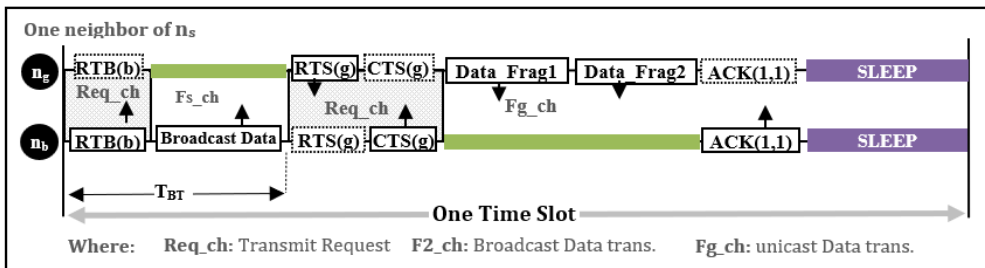 One neighbor of ns
ng RTB(b) RTS(g) CTS(g) Data_Frag1 Data_Frag2 ACK(1,1) SLEEP
Req_ch Fs_ch Req_ch Fg_ch
nb RTB(b) Broadcast Data RTS(g) CTS(g) ACK(1,1) SLEEP
TBT
One Time Slot
Where: Req_ch: Transmit Request F2_ch: Broadcast Data trans. Fg_ch: unicast Data trans.